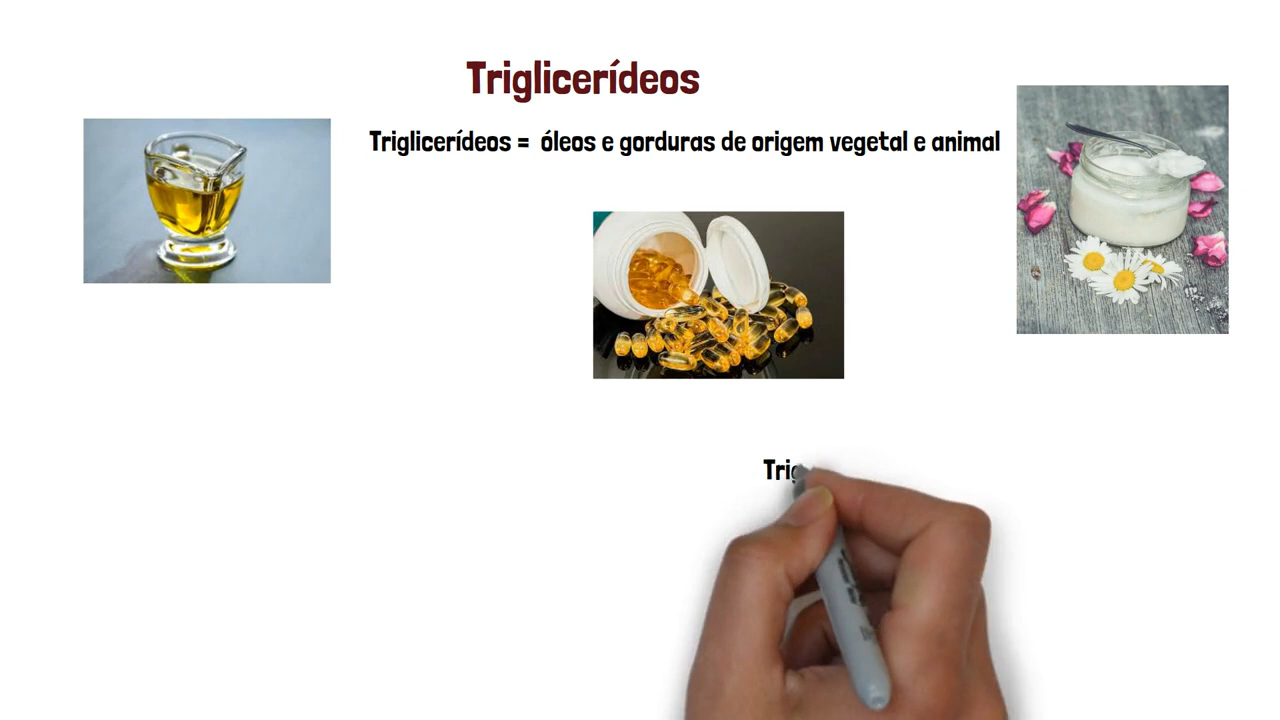 Triglicerídeos
Triglicerídeos = óleos e gorduras de origem vegetal e animal
Trig